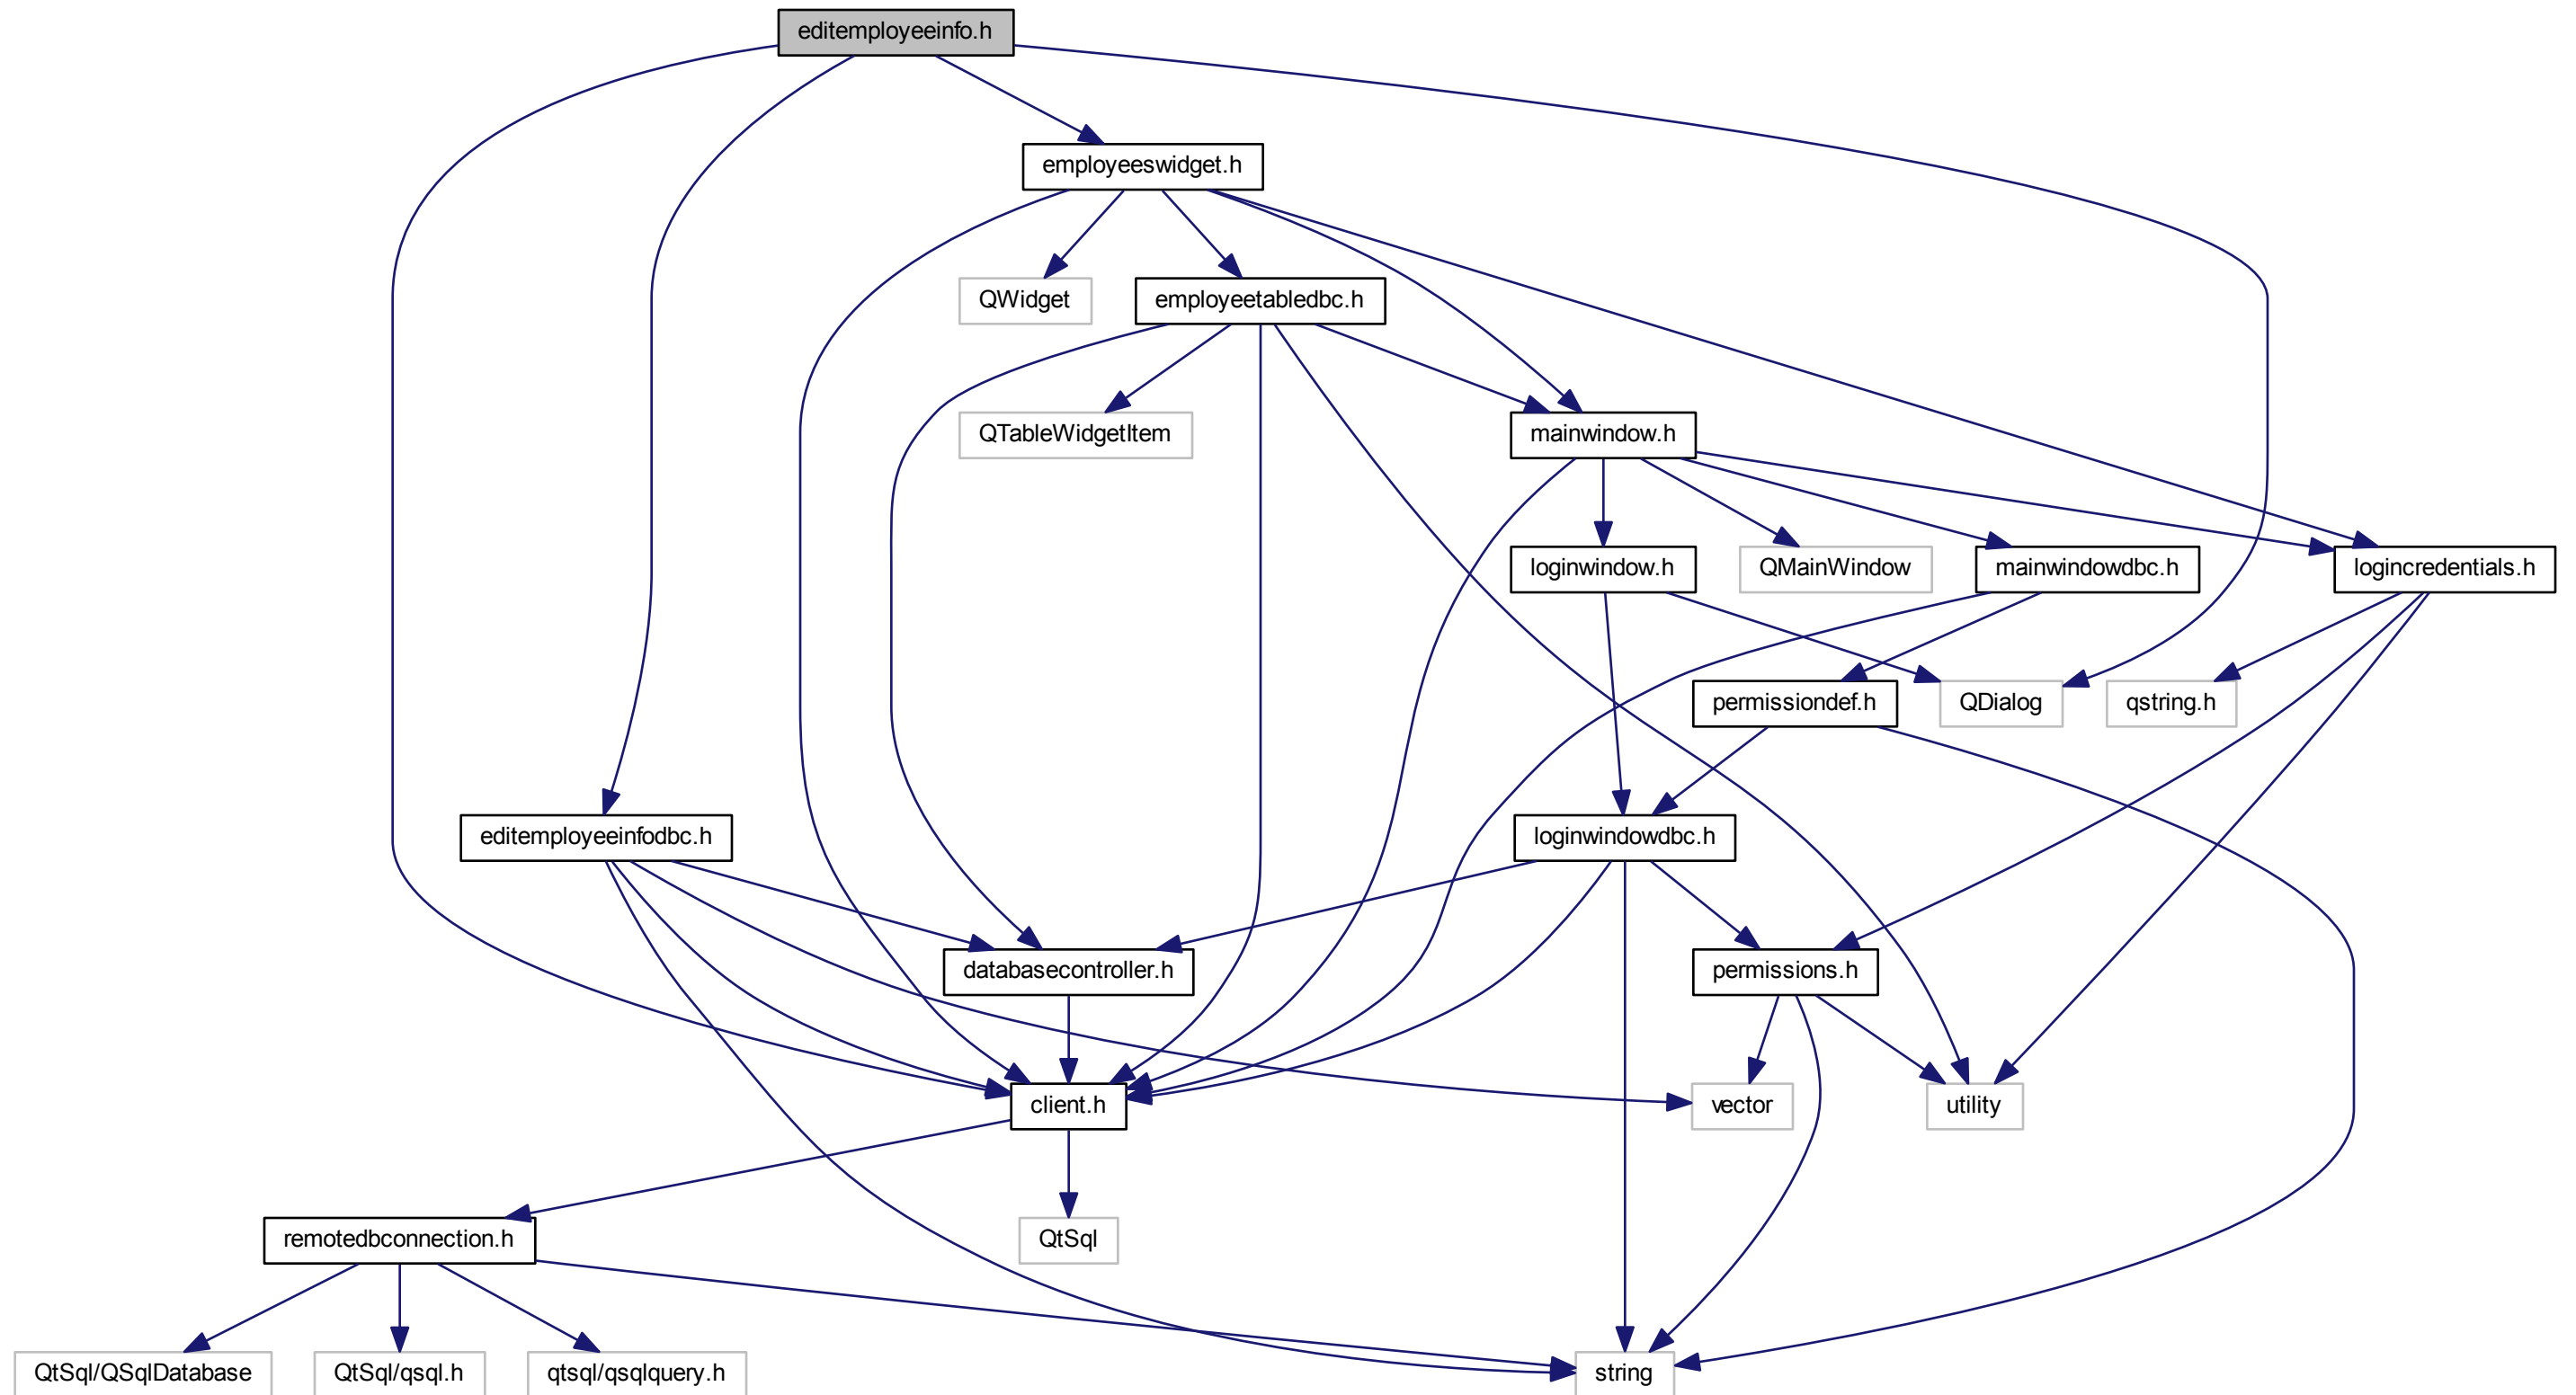 editemployeeinfo.h
employeeswidget.h
QWidget
employeetabledbc.h
QTableWidgetItem
mainwindow.h
loginwindow.h
QMainWindow
mainwindowdbc.h
logincredentials.h
permissiondef.h
QDialog
qstring.h
editemployeeinfodbc.h
loginwindowdbc.h
databasecontroller.h
permissions.h
client.h
vector
utility
remotedbconnection.h
QtSql
QtSql/QSqlDatabase
QtSql/qsql.h
qtsql/qsqlquery.h
string